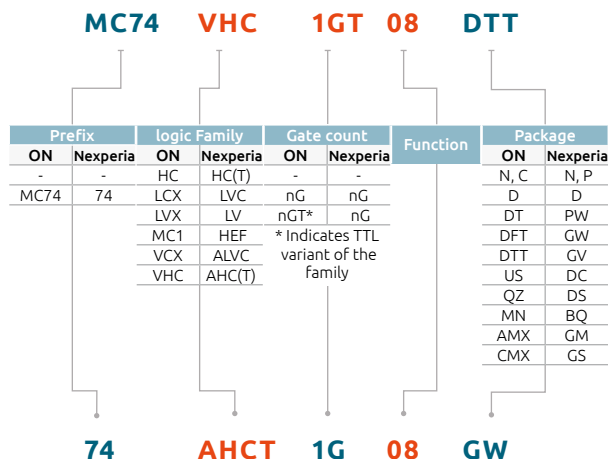 MC74 VHC 1GT 08 DTT
Prefix logic Family Gate count Function Package
ON Nexperia ON Nexperia ON Nexperia ON Nexperia
- - HC HC(T) - - N, C N, P
MC74 74 LCX LVC nG nG D D
LVX LV nGT* nG DT PW
MC1 HEF * Indicates TTL DFT GW
VCX ALVC variant of the DTT GV
VHC AHC(T) family US DC
QZ DS
MN BQ
AMX GM
CMX GS
74 AHCT 1G 08 GW